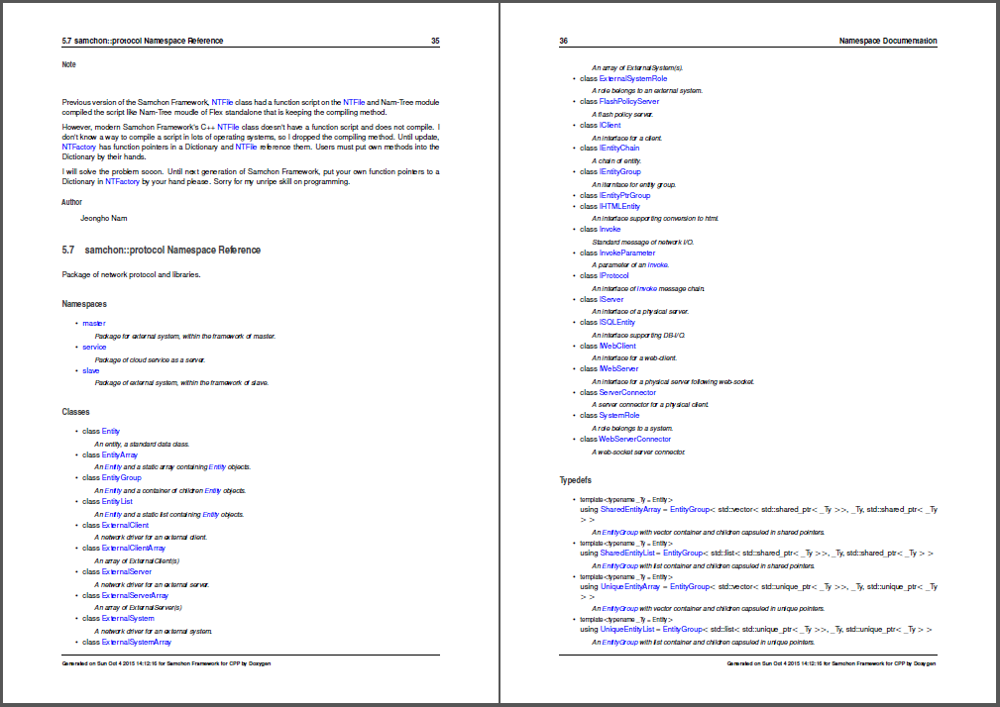 5.7 samchon::protocol Namespace Reference 35
Note
Previous version of the Samchon Framework, NTFile class had a function script on the NTFile and Nam-Tree module
compiled the script like Nam-Tree moudle of Flex standalone that is keeping the compiling method.
However, modern Samchon Framework's C++ NTFile class doesn't have a function script and does not compile. I
don't know a way to compile a script in lots of operating systems, so I dropped the compiling method. Until update,
NTFactory has function pointers in a Dictionary and NTFile reference them. Users must put own methods into the
Dictionary by their hands.
I will solve the problem sooon. Until next generation of Samchon Framework, put your own function pointers to a
Dictionary in NTFactory by your hand please. Sorry for my unripe skill on programming.
Author
Jeongho Nam
5.7 samchon::protocol Namespace Reference
Package of network protocol and libraries.
Namespaces
• master
Package for external system, within the framework of master.
• service
Package of cloud service as a server.
• slave
Package of external system, within the framework of slave.
Classes
• class Entity
An entity, a standard data class.
• class EntityArray
An Entity and a static array containing Entity objects.
• class EntityGroup
An Entity and a container of children Entity objects.
• class EntityList
An Entity and a static list containing Entity objects.
• class ExternalClient
A network driver for an external client.
• class ExternalClientArray
An array of ExternalClient(s)
• class ExternalServer
A network driver for an external server.
• class ExternalServerArray
An array of ExternalServer(s)
• class ExternalSystem
A network driver for an external system.
• class ExternalSystemArray
Generated on Sun Oct 4 2015 14:12:16 for Samchon Framework for CPP by Doxygen
36 Namespace Documentation
An array of ExternalSystem(s).
• class ExternalSystemRole
A role belongs to an external system.
• class FlashPolicyServer
A flash policy server.
• class IClient
An interface for a client.
• class IEntityChain
A chain of entity.
• class IEntityGroup
An iternface for entity group.
• class IEntityPtrGroup
• class IHTMLEntity
An interface supporting conversion to html.
• class Invoke
Standard message of network I/O.
• class InvokeParameter
A parameter of an Invoke.
• class IProtocol
An interface of Invoke message chain.
• class IServer
An interface of a physical server.
• class ISQLEntity
An interface supporting DB-I/O.
• class IWebClient
An interface for a web-client.
• class IWebServer
An interface for a physical server following web-socket.
• class ServerConnector
A server connector for a physical client.
• class SystemRole
A role belongs to a system.
• class WebServerConnector
A web-socket server connector.
Typedefs
• template<typename _Ty = Entity>
using SharedEntityArray = EntityGroup< std::vector< std::shared_ptr< _Ty >>, _Ty, std::shared_ptr< _Ty
> >
An EntityGroup with vector container and children capsuled in shared pointers.
• template<typename _Ty = Entity>
using SharedEntityList = EntityGroup< std::list< std::shared_ptr< _Ty >>, _Ty, std::shared_ptr< _Ty > >
An EntityGroup with list container and children capsuled in shared pointers.
• template<typename _Ty = Entity>
using UniqueEntityArray = EntityGroup< std::vector< std::unique_ptr< _Ty >>, _Ty, std::unique_ptr< _Ty
> >
An EntityGroup with vector container and children capsuled in unique pointers.
• template<typename _Ty = Entity>
using UniqueEntityList = EntityGroup< std::list< std::unique_ptr< _Ty >>, _Ty, std::unique_ptr< _Ty > >
An EntityGroup with list container and children capsuled in unique pointers.
Generated on Sun Oct 4 2015 14:12:16 for Samchon Framework for CPP by Doxygen